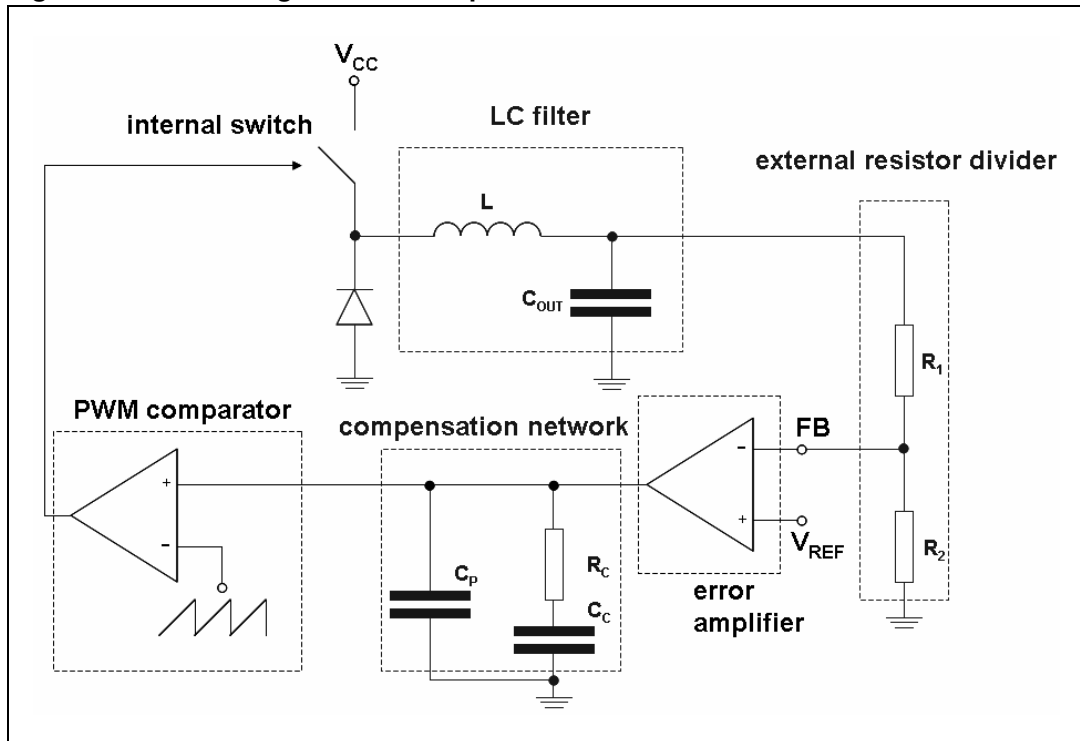 V_CC
LC filter
internal switch
external resistor divider
L
C_OUT
R_1
PWM comparator
compensation network
FB
-
+
+
-
V_REF
R_2
C_P
R_C
C_C
error
amplifier